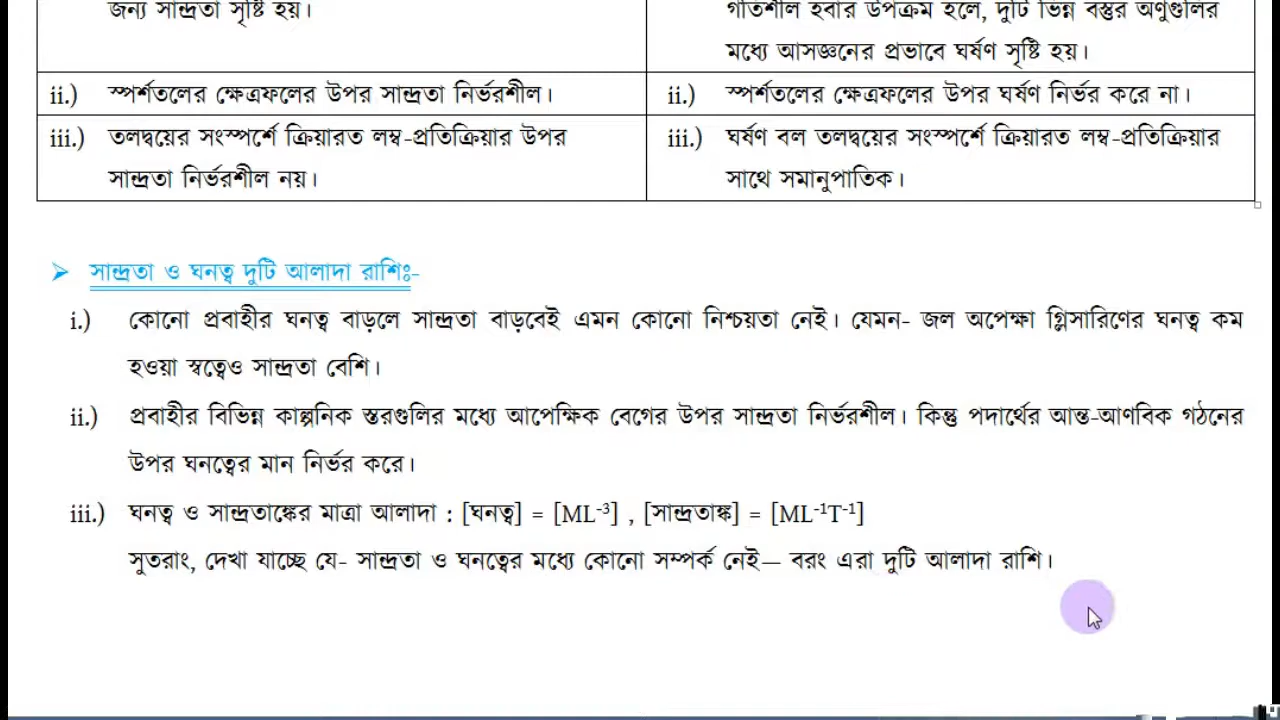 জন্য সান্দ্রতা সৃষ্টি হয়।
গতিশীল হবার উপক্রম হলে, দুটি ভিন্ন বস্তুর অণুগুলির
মধ্যে আসজ্ঞনের প্রভাবে ঘর্ষণ সৃষ্টি হয়।
ii.) স্পর্শতলের ক্ষেত্রফলের উপর সান্দ্রতা নির্ভরশীল।
ii.) স্পর্শতলের ক্ষেত্রফলের উপর ঘর্ষণ নির্ভর করে না।
iii.) তলদ্বয়ের সংস্পর্শে ক্রিয়ারত লম্ব-প্রতিক্রিয়ার উপর
সান্দ্রতা নির্ভরশীল নয়।
iii.) ঘর্ষণ বল তলদ্বয়ের সংস্পর্শে ক্রিয়ারত লম্ব-প্রতিক্রিয়ার
সাথে সমানুপাতিক।
➢ সান্দ্রতা ও ঘনত্ব দুটি আলাদা রাশিঃ-
i.) কোনো প্রবাহীর ঘনত্ব বাড়লে সান্দ্রতা বাড়বেই এমন কোনো নিশ্চয়তা নেই। যেমন- জল অপেক্ষা গ্লিসারিণের ঘনত্ব কম
হওয়া স্বত্বেও সান্দ্রতা বেশি।
ii.) প্রবাহীর বিভিন্ন কাল্পনিক স্তরগুলির মধ্যে আপেক্ষিক বেগের উপর সান্দ্রতা নির্ভরশীল। কিন্তু পদার্থের আন্ত-আণবিক গঠনের
উপর ঘনত্বের মান নির্ভর করে।
iii.) ঘনত্ব ও সান্দ্রতাঙ্কের মাত্রা আলাদা : [ঘনত্ব] = [ML⁻³] , [সান্দ্রতাঙ্ক] = [ML⁻¹T⁻¹]
সুতরাং, দেখা যাচ্ছে যে- সান্দ্রতা ও ঘনত্বের মধ্যে কোনো সম্পর্ক নেই— বরং এরা দুটি আলাদা রাশি।